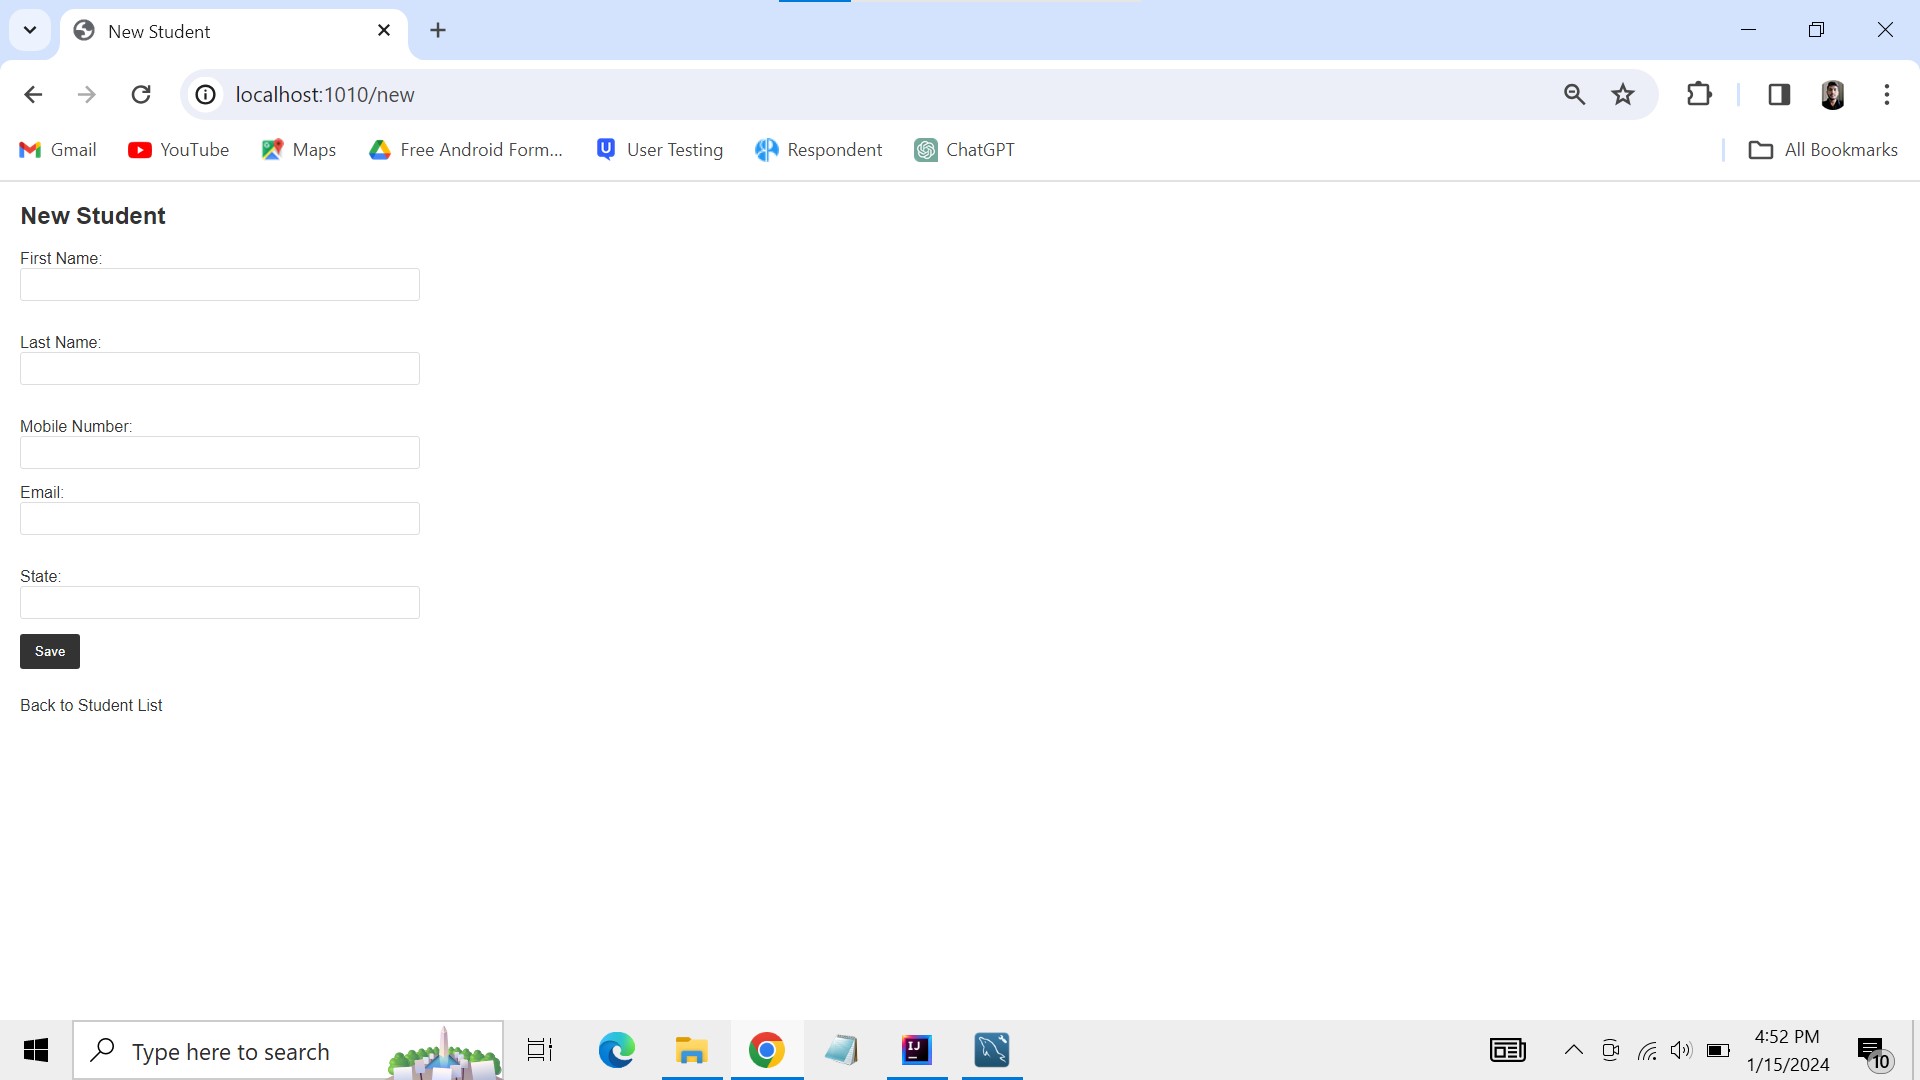 New Student
localhost:1010/new
Gmail
YouTube
Maps
Free Android Form...
User Testing
Respondent
ChatGPT
All Bookmarks
New Student
First Name:
Last Name:
Mobile Number:
Email:
State:
Save
Back to Student List
Type here to search
IJ
4:52 PM
1/15/2024
10